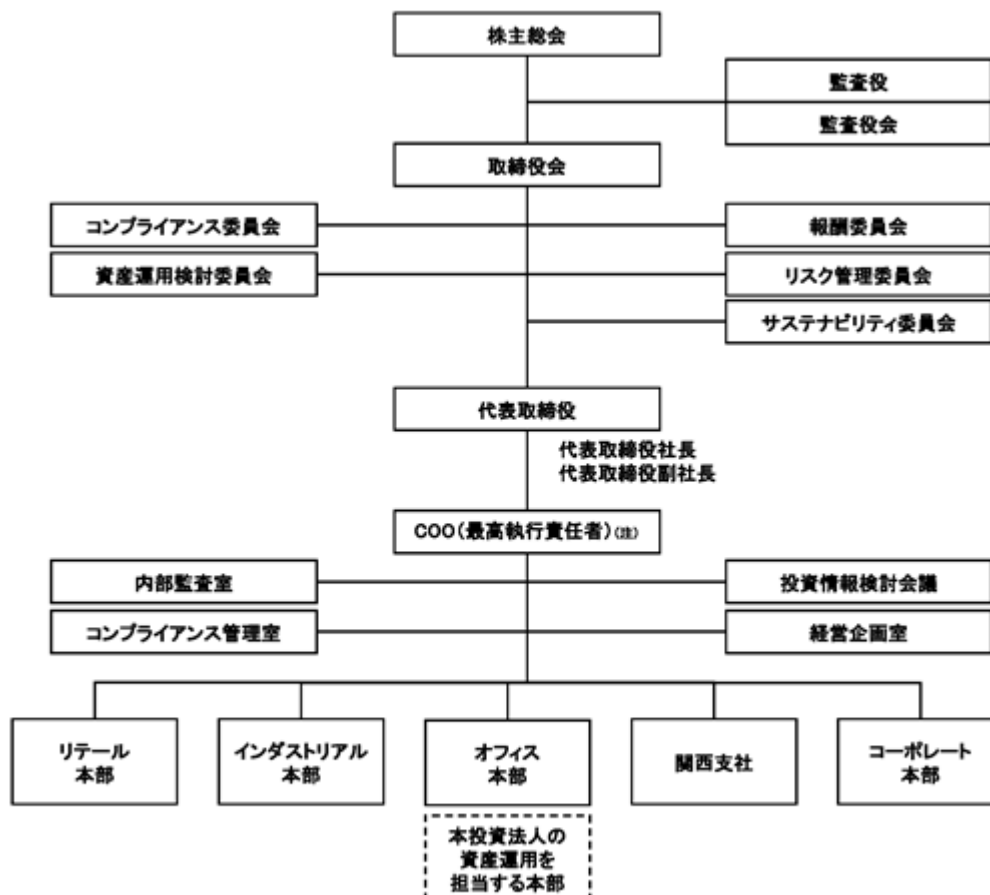 株主総会
監査役
監査役会
取締役会
コンプライアンス委員会
報酬委員会
資産運用検討委員会
リスク管理委員会
サステナビリティ委員会
代表取締役
代表取締役社長
代表取締役副社長
COO(最高執行責任者)(注)
内部監査室
投資情報検討会議
コンプライアンス管理室
経営企画室
リテール
本部
インダストリアル
本部
オフィス
本部
関西支社
コーポレート
本部
本投資法人の
資産運用を
担当する本部